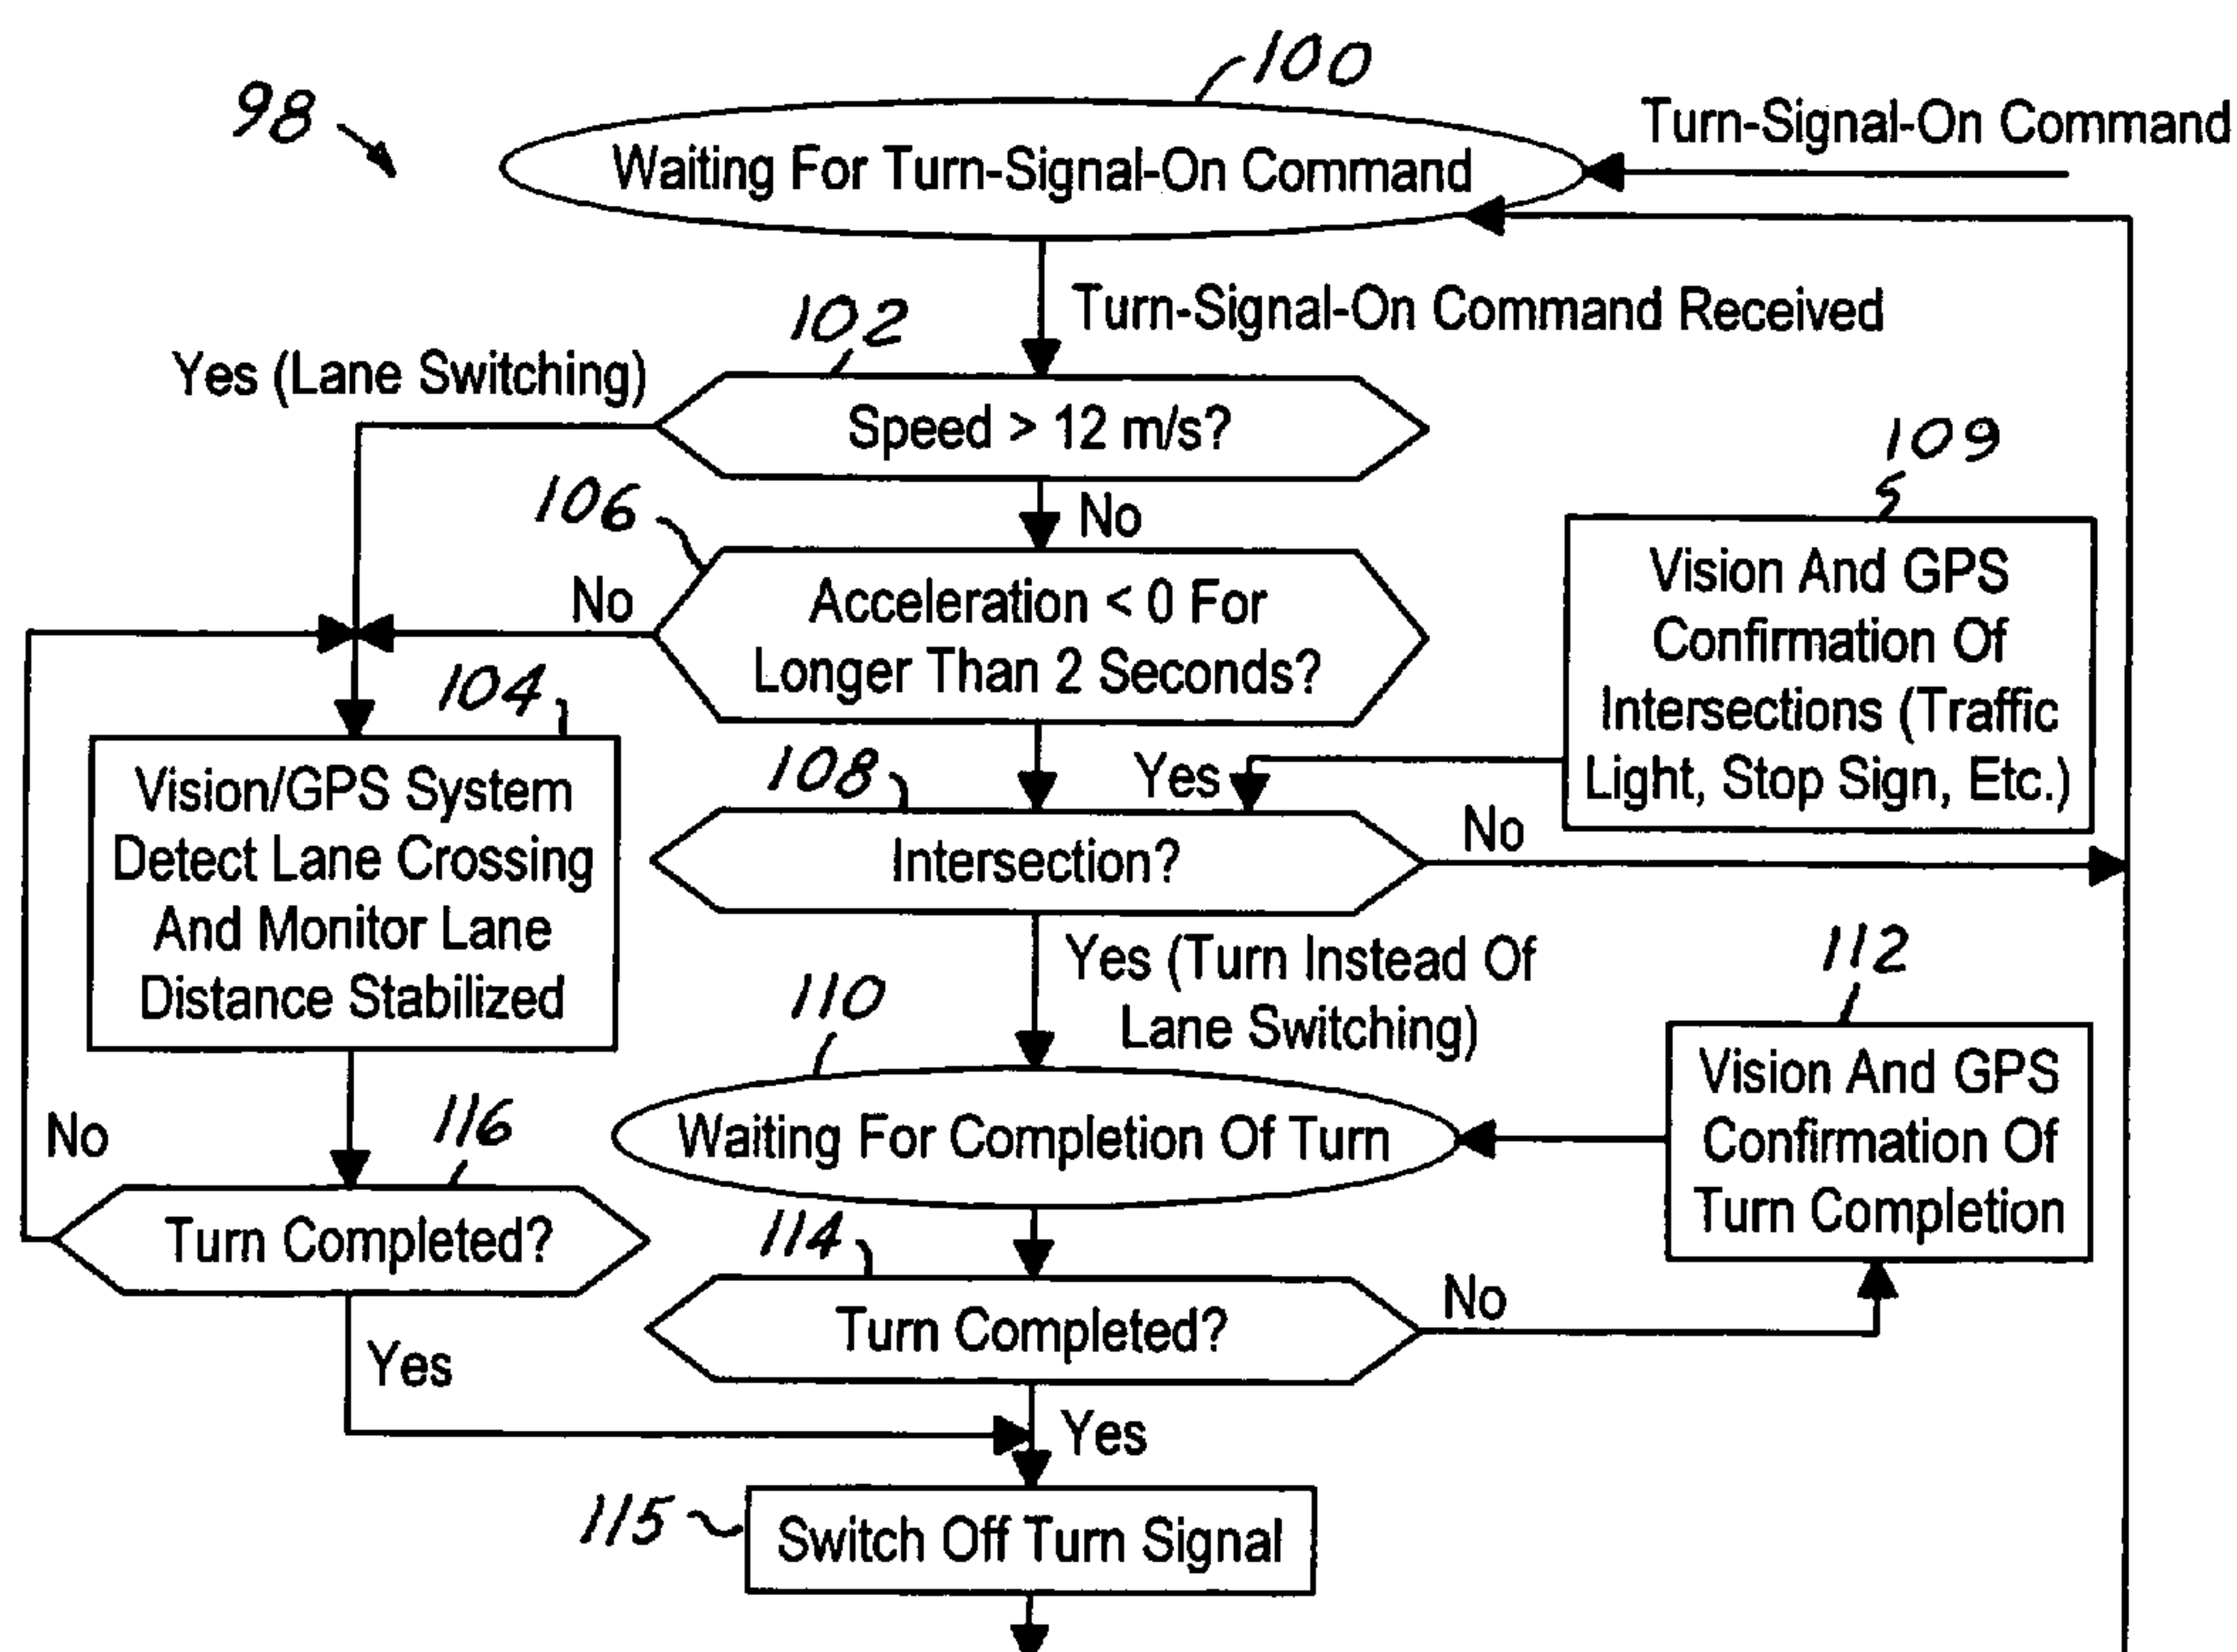 100
98
Turn-Signal-On Command
Waiting For Turn-Signal-On Command
Turn-Signal-On Command Received
102
Yes (Lane Switching)
Speed > 12 m/s?
109
106
No
Vision And GPS
Confirmation Of
Intersections (Traffic
Light, Stop Sign, Etc.)
No
Acceleration < 0 For
Longer Than 2 Seconds?
104
108
Yes
Vision/GPS System
Detect Lane Crossing
And Monitor Lane
Distance Stabilized
Intersection?
No
Yes (Turn Instead Of
Lane Switching)
112
110
Vision And GPS
Confirmation Of
Turn Completion
Waiting For Completion Of Turn
No
116
Turn Completed?
114
Turn Completed?
No
Yes
Yes
115
Switch Off Turn Signal